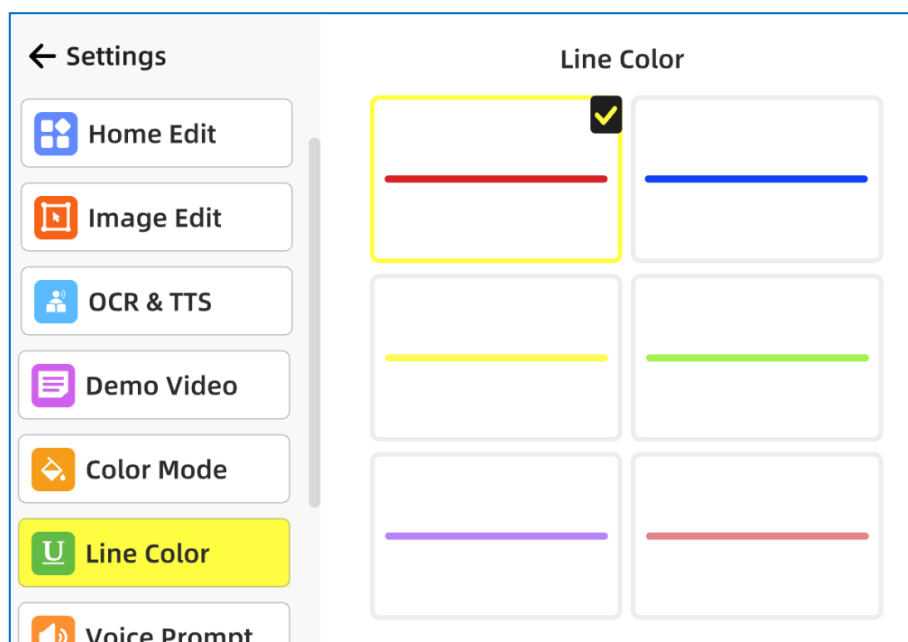 Settings
Home Edit
Image Edit
OCR & TTS
Demo Video
Color Mode
U
Line Color
Voice Prompt
Line Color